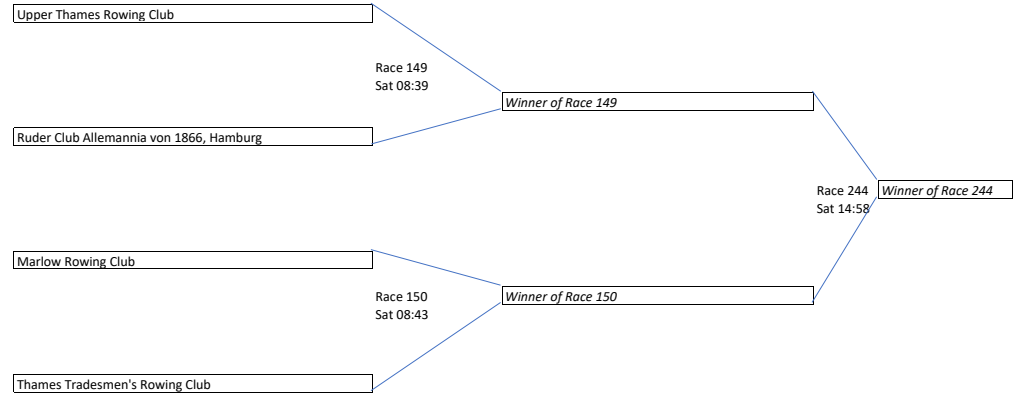 Upper Thames Rowing Club
Race 149
Sat 08:39
Winner of Race 149
Ruder Club Allemannia von 1866, Hamburg
Race 244
Sat 14:58
Winner of Race 244
Marlow Rowing Club
Race 150
Sat 08:43
Winner of Race 150
Thames Tradesmen's Rowing Club